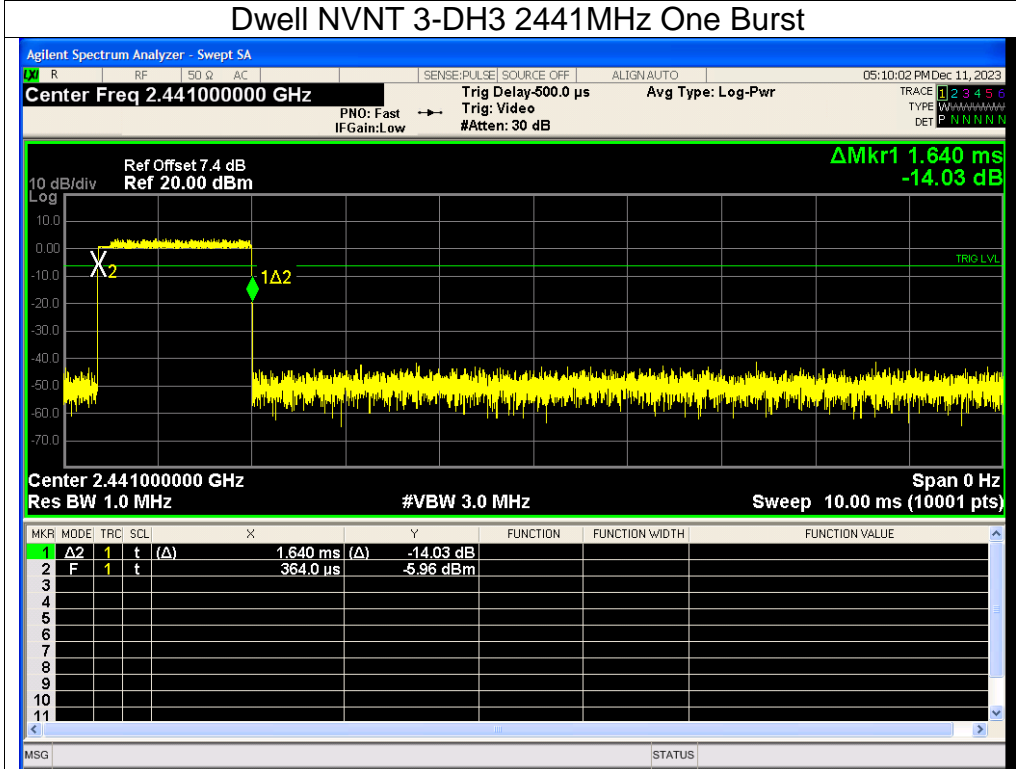 Dwell NVNT 3-DH3 2441MHz One Burst
Agilent Spectrum Analyzer - Swept SA
LXI R RF 50 Ω AC SENSE:PULSE SOURCE OFF ALIGN AUTO 05:10:02 PM Dec 11, 2023
Center Freq 2.441000000 GHz Trig Delay-500.0 µs Avg Type: Log-Pwr TRACE 1 2 3 4 5 6
PNO: Fast Trig: Video TYPE WWWWWW
IFGain:Low #Atten: 30 dB DET P N N N N N
ΔMkr1 1.640 ms
-14.03 dB
Ref Offset 7.4 dB
10 dB/div Ref 20.00 dBm
Log
10.0
0.00
TRIG LVL
-10.0
2
1Δ2
-20.0
-30.0
-40.0
-50.0
-60.0
-70.0
Center 2.441000000 GHz Span 0 Hz
Res BW 1.0 MHz #VBW 3.0 MHz Sweep 10.00 ms (10001 pts)
MKR MODE TRC SCL X Y FUNCTION FUNCTION WIDTH FUNCTION VALUE
1 Δ2 1 t (Δ) 1.640 ms (Δ) -14.03 dB
2 F 1 t 364.0 µs -5.96 dBm
3
4
5
6
7
8
9
10
11
MSG STATUS